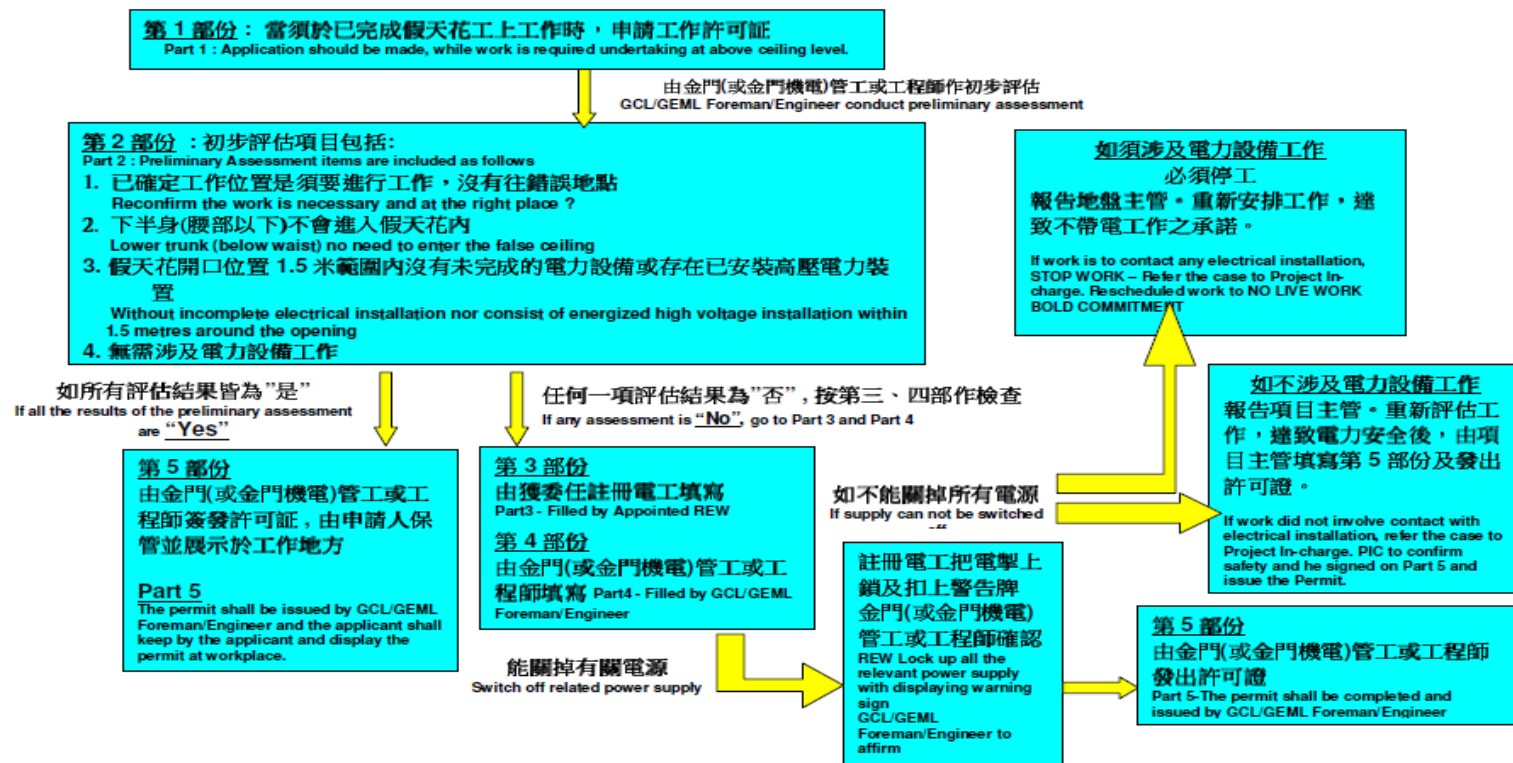 第 1 部份： 當須於已完成假天花工上工作時，申請工作許可証
Part 1 : Application should be made, while work is required undertaking at above ceiling level.
由金門(或金門機電)管工或工程師作初步評估
GCL/GEML Foreman/Engineer conduct preliminary assessment
第 2 部份 ：初步評估項目包括:
Part 2 : Preliminary Assessment items are included as follows
1. 已確定工作位置是須要進行工作，沒有往錯誤地點
Reconfirm the work is necessary and at the right place ?
2. 下半身(腰部以下)不會進入假天花內
Lower trunk (below waist) no need to enter the false ceiling
3. 假天花開口位置 1.5 米範圍內沒有未完成的電力設備或存在已安裝高壓電力裝
置
Without incomplete electrical installation nor consist of energized high voltage installation within
1.5 metres around the opening
4. 無需涉及電力設備工作
如所有評估結果皆為”是”
If all the results of the preliminary assessment
are “Yes”
任何一項評估結果為”否”，按第三、四部作檢查
If any assessment is “No”, go to Part 3 and Part 4
第 5 部份
由金門(或金門機電)管工或工
程師簽發許可証，由申請人保
管並展示於工作地方
Part 5
The permit shall be issued by GCL/GEML
Foreman/Engineer and the applicant shall
keep by the applicant and display the
permit at workplace.
第 3 部份
由獲委任註冊電工填寫
Part3 - Filled by Appointed REW
第 4 部份
由金門(或金門機電)管工或工
程師填寫 Part4 - Filled by GCL/GEML
Foreman/Engineer
能關掉有關電源
Switch off related power supply
如不能關掉所有電源
If supply can not be switched
如須涉及電力設備工作
必須停工
報告地盤主管。重新安排工作，達
致不帶電工作之承諾。
If work is to contact any electrical installation,
STOP WORK – Refer the case to Project In-
charge. Rescheduled work to NO LIVE WORK
BOLD COMMITMENT
如不涉及電力設備工作
報告項目主管。重新評估工
作，達致電力安全後，由項
目主管填寫第 5 部份及發出
許可證。
If work did not involve contact with
electrical installation, refer the case to
Project In-charge. PIC to confirm
safety and he signed on Part 5 and
issue the Permit.
註冊電工把電掣上
鎖及扣上警告牌
金門(或金門機電)
管工或工程師確認
REW Lock up all the
relevant power supply
with displaying warning
sign
GCL/GEML
Foreman/Engineer to
affirm
第 5 部份
由金門(或金門機電)管工或工程師
發出許可證
Part 5-The permit shall be completed and
issued by GCL/GEML Foreman/Engineer